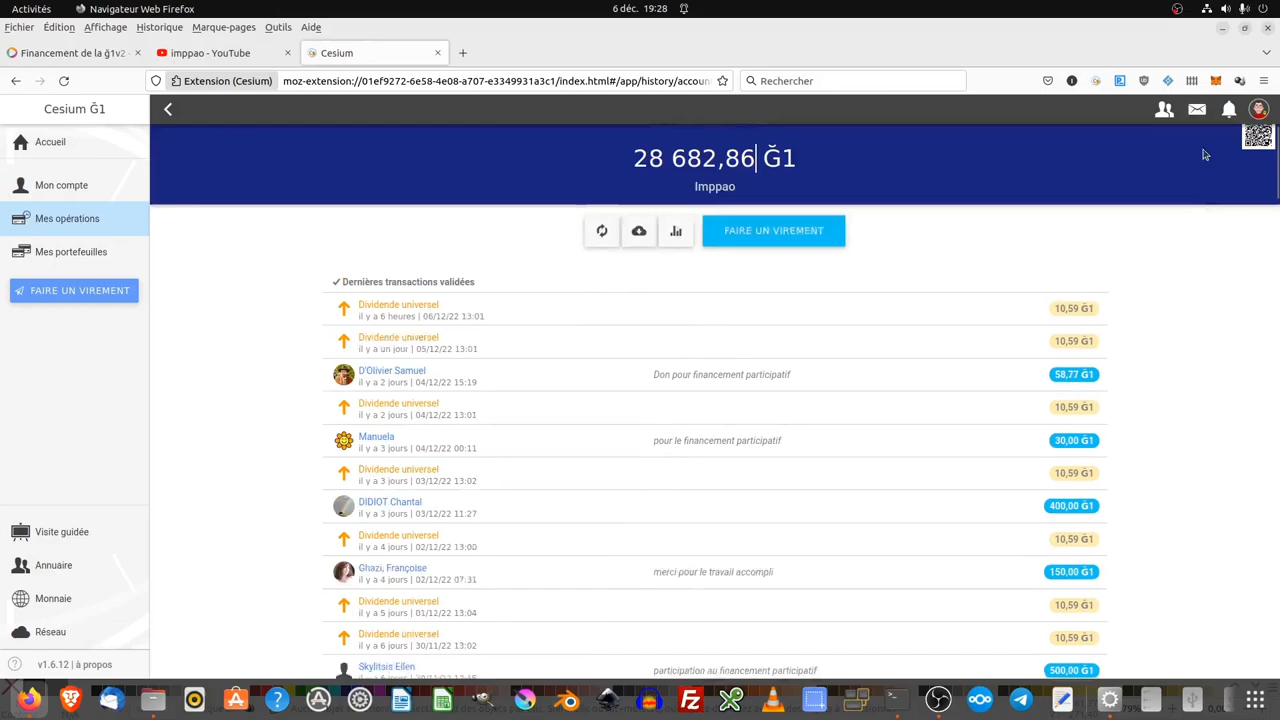 Activités
Navigateur Web Firefox
6 déc. 19:28
Fichier Édition Affichage Historique Marque-pages Outils Aide
Financement de la ğ1v2 -
imppao - YouTube
Cesium
Extension (Cesium)
moz-extension://01ef9272-6e58-4e08-a707-e3349931a3c1/index.html#/app/history/accoun
Rechercher
Cesium Ğ1
Accueil
Mon compte
Mes opérations
Mes portefeuilles
FAIRE UN VIREMENT
Visite guidée
Annuaire
Monnaie
Réseau
v1.6.12 | à propos
28 682,86 Ğ1
Imppao
FAIRE UN VIREMENT
Dernières transactions validées
Dividende universel 10,59 Ğ1
il y a 6 heures | 06/12/22 13:01
Dividende universel 10,59 Ğ1
il y a un jour | 05/12/22 13:01
D'Olivier Samuel Don pour financement participatif 58,77 Ğ1
il y a 2 jours | 04/12/22 15:19
Dividende universel 10,59 Ğ1
il y a 2 jours | 04/12/22 13:01
Manuela pour le financement participatif 30,00 Ğ1
il y a 3 jours | 04/12/22 00:11
Dividende universel 10,59 Ğ1
il y a 3 jours | 03/12/22 13:02
DIDIOT Chantal 400,00 Ğ1
il y a 3 jours | 03/12/22 11:27
Dividende universel 10,59 Ğ1
il y a 4 jours | 02/12/22 13:00
Ghazi, Françoise merci pour le travail accompli 150,00 Ğ1
il y a 4 jours | 02/12/22 07:31
Dividende universel 10,59 Ğ1
il y a 5 jours | 01/12/22 13:04
Dividende universel 10,59 Ğ1
il y a 6 jours | 30/11/22 13:02
Skylitsis Ellen participation au financement participatif 500,00 Ğ1